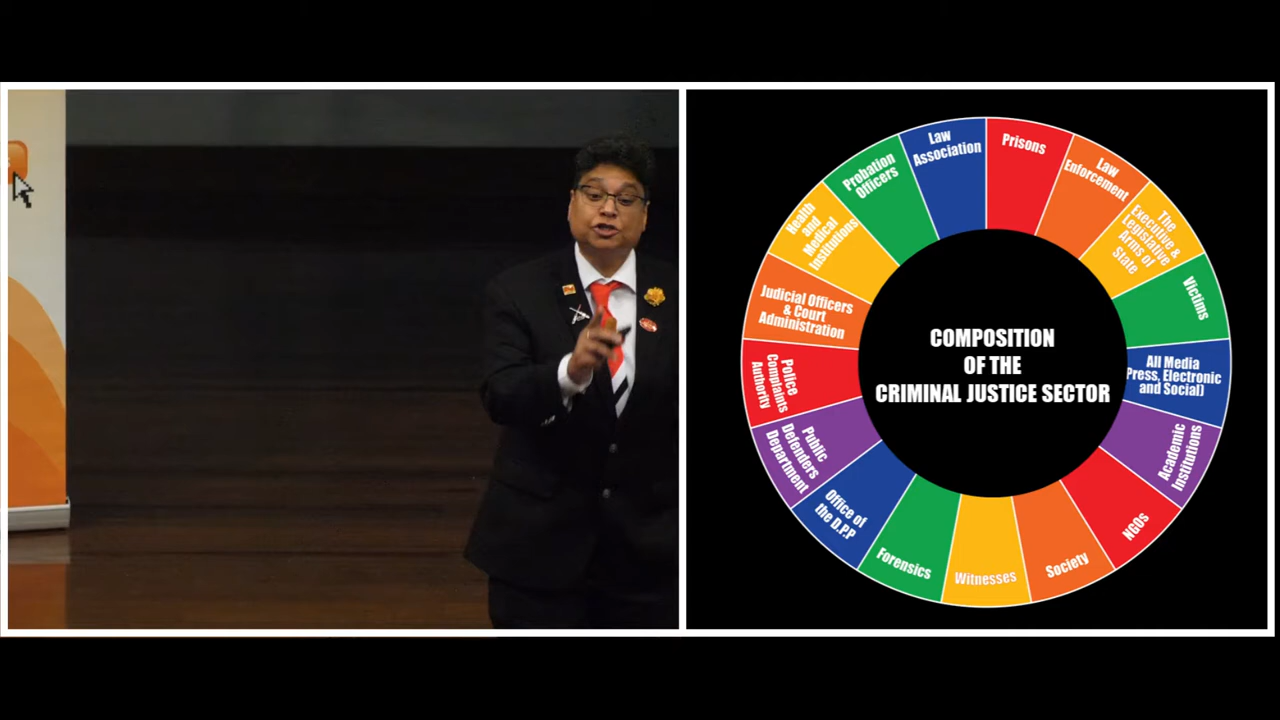 Prisons
Law
Enforcement
The
Executive &
Legislative
Arms of
State
Victims
All Media
Press, Electronic
and Social)
Academic
Institutions
NGOs
Society
Witnesses
Forensics
Office of
the D.P.P
Public
Defenders
Department
Police
Complaints
Authority
Judicial Officers
& Court
Administration
Health
and
Medical
Institutions
Probation
Officers
Law
Association
COMPOSITION
OF THE
CRIMINAL JUSTICE SECTOR